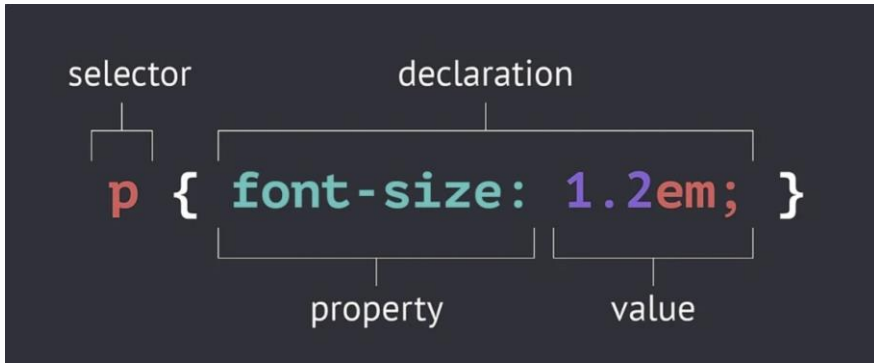 selector declaration
p { font-size: 1.2em; }
property value